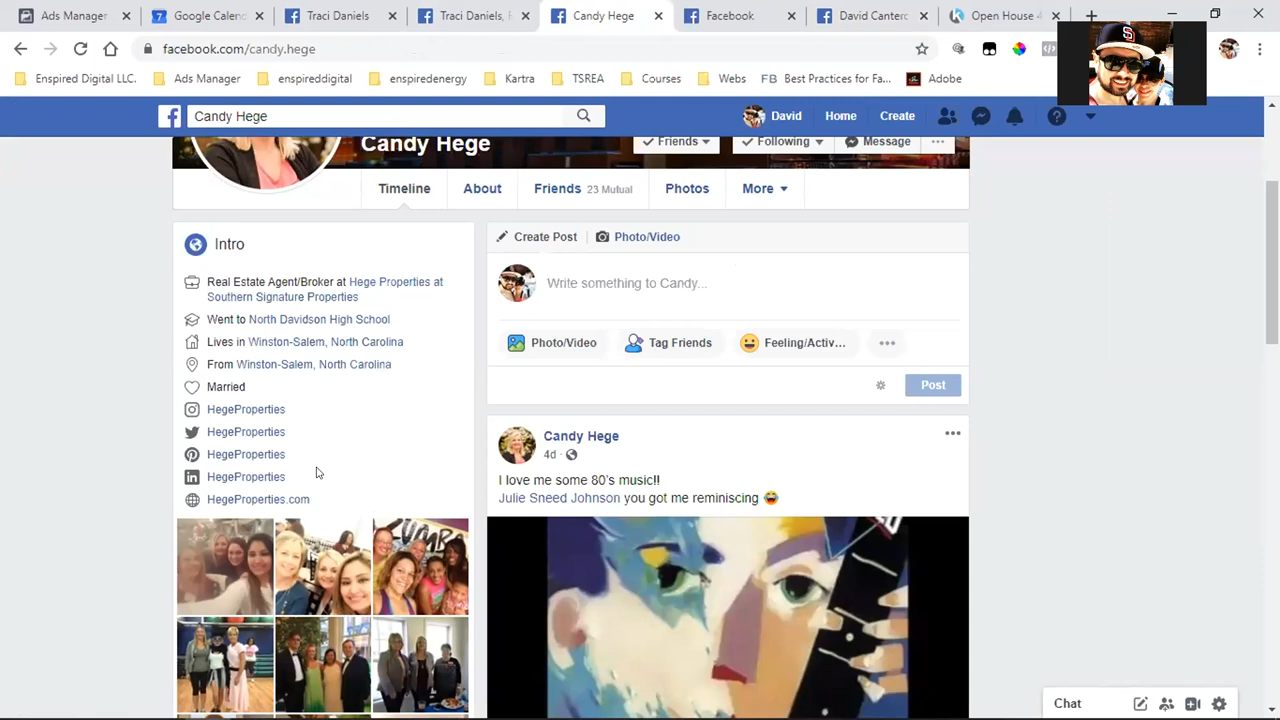 Ads Manager
Google Calen
Traci Daniels
Traci Daniels, F
Candy Hege
Facebook
David Canterc
Open House 4
facebook.com/candy.hege
Enspired Digital LLC.
Ads Manager
enspireddigital
enspiredengr
Kartra
TSREA
Courses
Webs
FB Best Practices for Fa...
Adobe
Candy Hege
David
Home
Create
Candy Hege
Friends
Following
Message
Timeline
About
Friends 23 Mutual
Photos
More
Intro
Real Estate Agent/Broker at Hege Properties at
Southern Signature Properties
Went to North Davidson High School
Lives in Winston-Salem, North Carolina
From Winston-Salem, North Carolina
Married
HegeProperties
HegeProperties
HegeProperties
HegeProperties
HegeProperties.com
Create Post
Photo/Video
Write something to Candy...
Photo/Video
Tag Friends
Feeling/Activ...
Post
Candy Hege
4d
I love me some 80's music!!
Julie Sneed Johnson you got me reminiscing 😅
ZUMBA
Chat